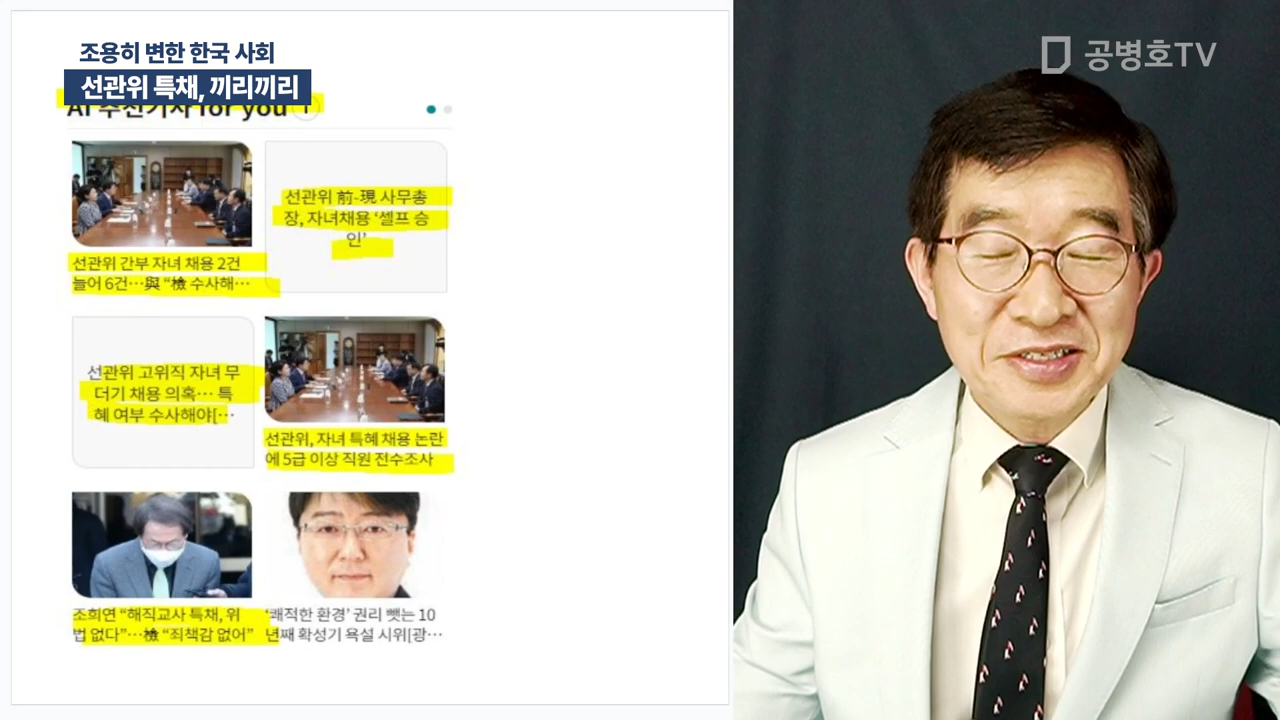 조용히 변한 한국 사회
선관위 특채, 끼리끼리
AI 추천기사 for you
공병호TV
선관위 간부 자녀 채용 2건
늘어 6건…與 “檢 수사해…
선관위 前-現 사무총
장, 자녀채용 ‘셀프 승
인’
선관위 고위직 자녀 무
더기 채용 의혹… 특
혜 여부 수사해야[…
선관위, 자녀 특혜 채용 논란
에 5급 이상 직원 전수조사
조희연 “해직교사 특채, 위
법 없다”…檢 “죄책감 없어”
‘쾌적한 환경’ 권리 뺏는 10
년째 확성기 욕설 시위[광…